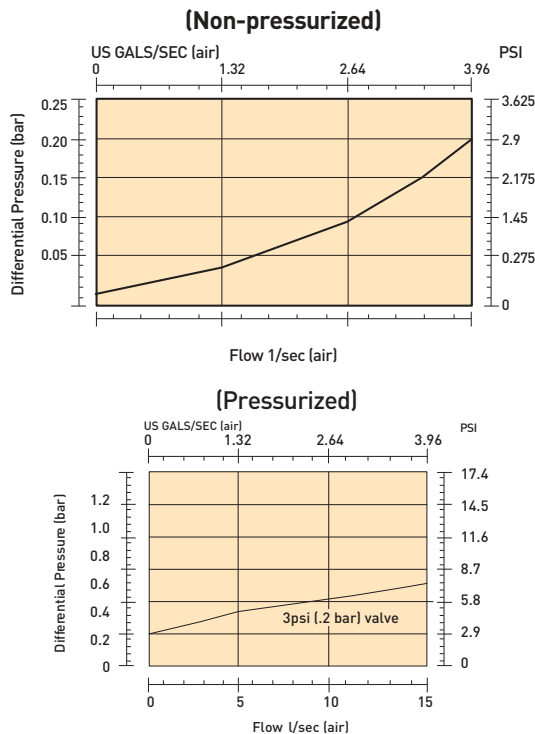 (Non-pressurized)
US GALS/SEC (air) PSI
0 1.32 2.64 3.96
0.25 3.625
0.20 2.9
0.15 2.175
0.10 1.45
0.05 0.275
0
Differential Pressure (bar)
Flow 1/sec (air)
(Pressurized)
US GALS/SEC (air) PSI
0 1.32 2.64 3.96
17.4
1.2 14.5
1.0 11.6
0.8 8.7
0.6 5.8
0.4 2.9
0.2 0
0
Differential Pressure (bar)
3psi (.2 bar) valve
0 5 10 15
Flow l/sec (air)